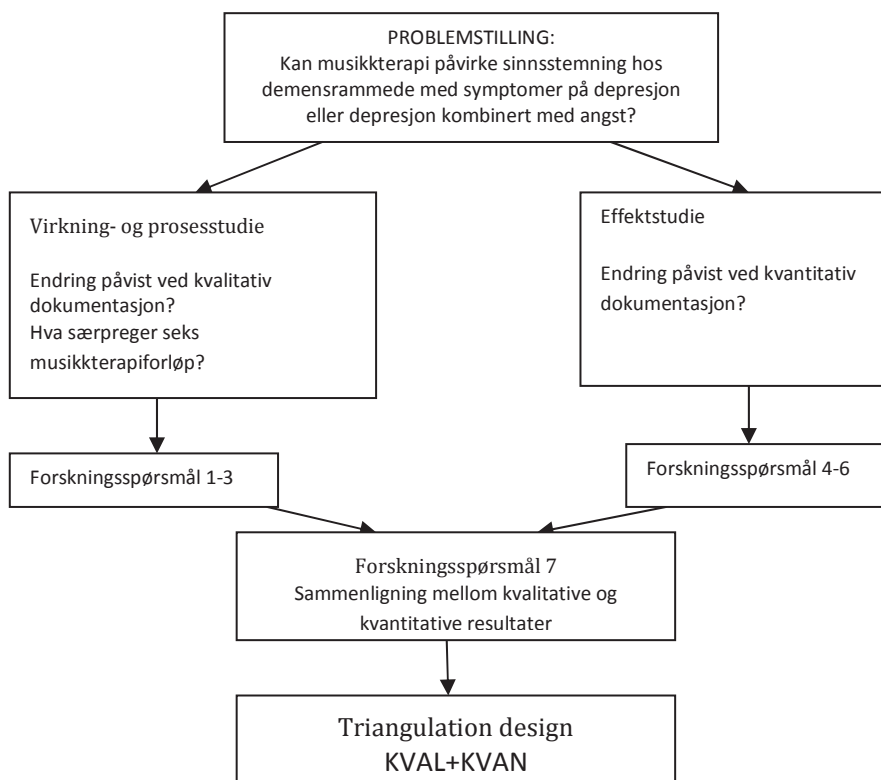 PROBLEMSTILLING:
Kan musikkterapi påvirke sinnsstemning hos
demensrammede med symptomer på depresjon
eller depresjon kombinert med angst?
Virkning- og prosesstudie
Endring påvist ved kvalitativ
dokumentasjon?
Hva særpreger seks
musikkterapiforløp?
Effektstudie
Endring påvist ved kvantitativ
dokumentasjon?
Forskningsspørsmål 1-3
Forskningsspørsmål 4-6
Forskningsspørsmål 7
Sammenligning mellom kvalitative og
kvantitative resultater
Triangulation design
KVAL+KVAN